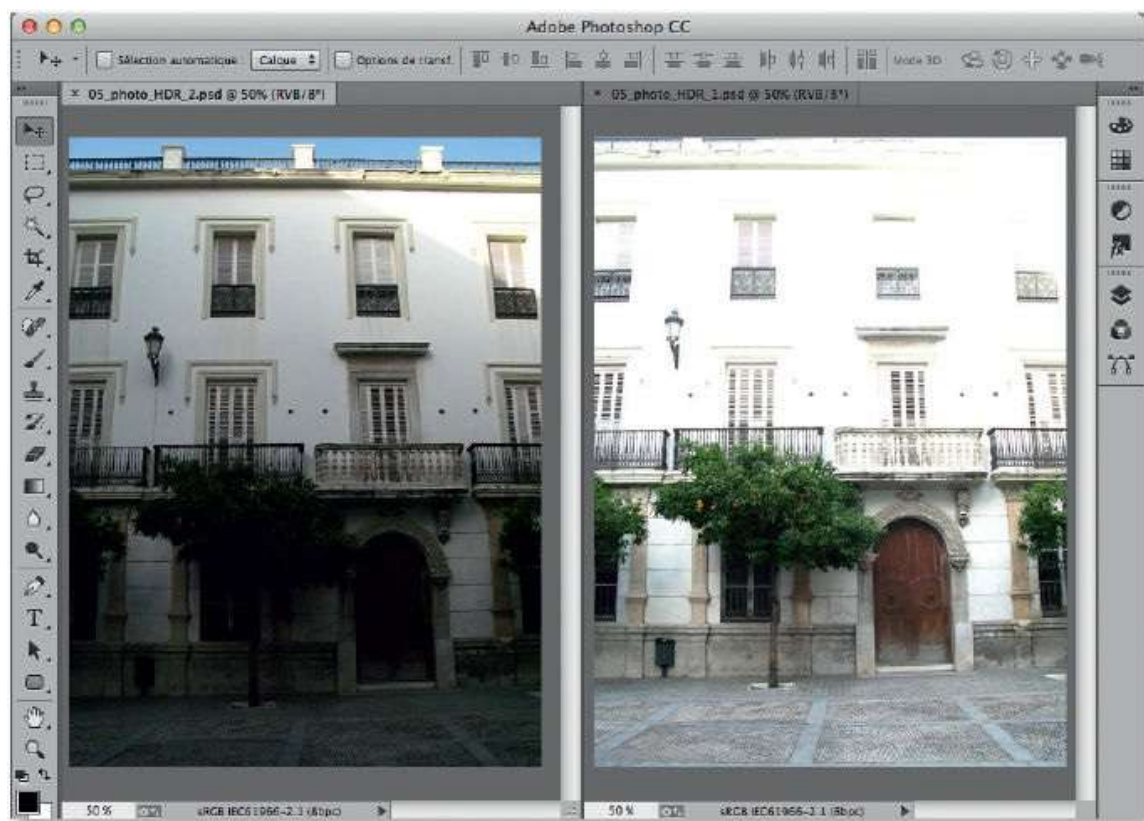 Adobe Photoshop CC
Sélection automatique : Calque Options de transf. Mode 3D
× 05_photo_HDR_2.psd @ 50% (RVB/8*)
× 05_photo_HDR_1.psd @ 50% (RVB/8*)
T
50 % sRGB IEC61966-2.1 (8bpc)
50 % sRGB IEC61966-2.1 (8bpc)